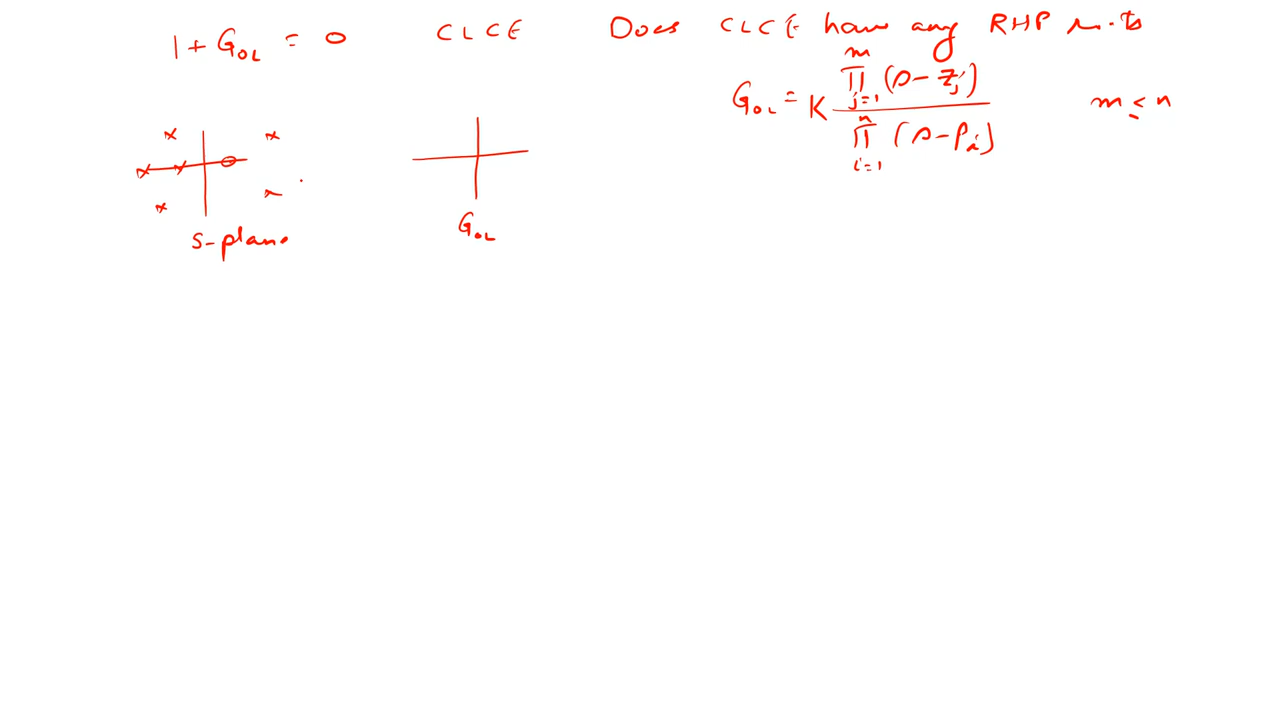 1 + G_OL = 0 CLCE Does CLCE have any RHP roots
G_OL = K ∏_{j=1}^{m} (s - z_j) / ∏_{i=1}^{n} (s - p_i) m ≤ n
s-plane G_OL